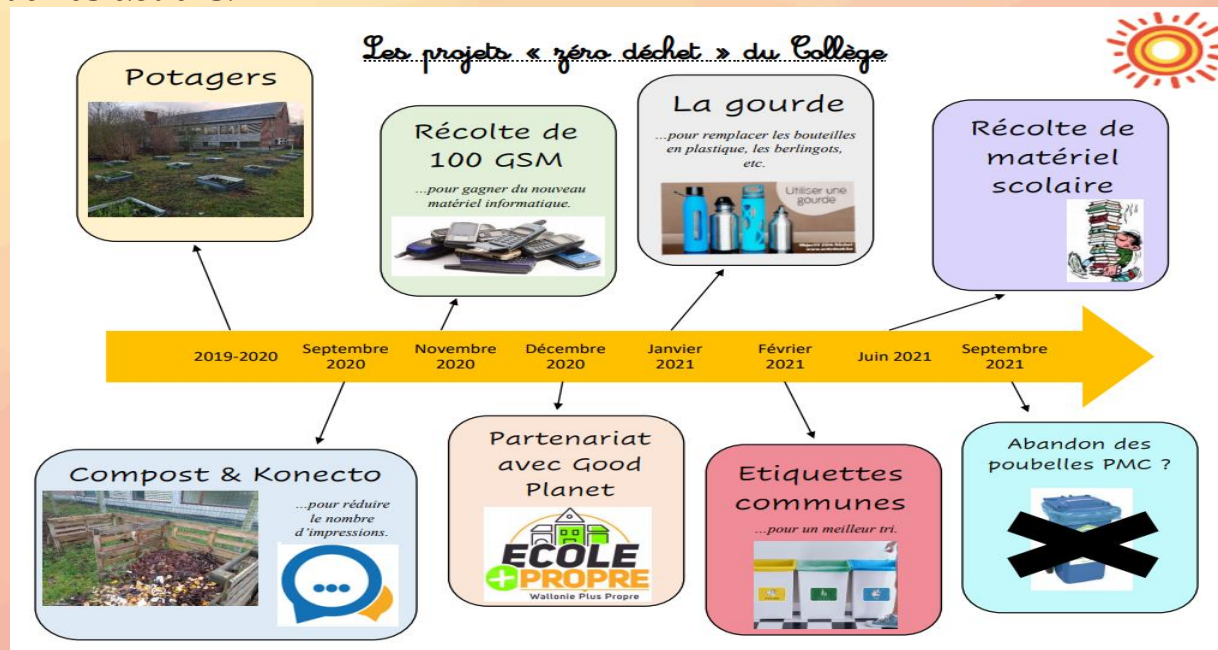 Les projets « zéro déchet » du Collège
Potagers
Récolte de
100 GSM
...pour gagner du nouveau
matériel informatique.
La gourde
...pour remplacer les bouteilles
en plastique, les berlingots,
etc.
Utiliser une
gourde
Récolte de
matériel
scolaire
2019-2020
Septembre
2020
Novembre
2020
Décembre
2020
Janvier
2021
Février
2021
Juin 2021
Septembre
2021
Compost & Konecto
...pour réduire
le nombre
d'impressions.
Partenariat
avec Good
Planet
ECOLE
+PROPRE
Wallonie Plus Propre
Etiquettes
communes
...pour un meilleur tri.
Abandon des
poubelles PMC ?